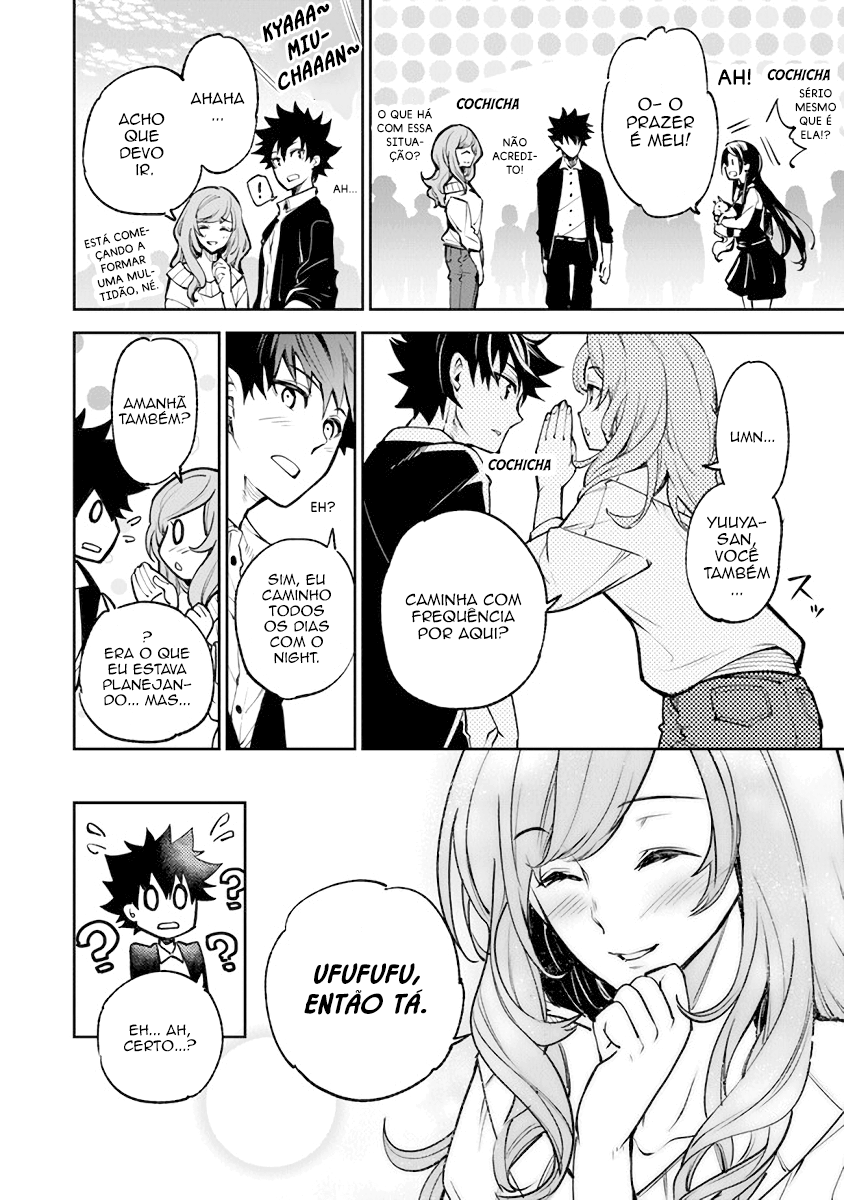 AH!
COCHICHA
SÉRIO
MESMO
QUE É
ELA!?
O- O
PRAZER
É MEU!
COCHICHA
NÃO
ACREDI-
TO!
O QUE HÁ
COM ESSA
SITUA-
ÇÃO?
KYAAA~
MIU-
CHAAAN~
AHAHA
...
ACHO
QUE
DEVO
IR.
!
AH...
ESTÁ COME-
ÇANDO A
FORMAR
UMA MUL-
TIDÃO, NÉ.
UMN...
YUUYA-
SAN,
VOCÊ
TAMBÉM
...
ス
COCHICHA
CAMINHA COM
FREQUÊNCIA
POR AQUI?
EH?
SIM, EU
CAMINHO
TODOS
OS DIAS
COM O
NIGHT.
AMANHÃ
TAMBÉM?
?
ERA O QUE
EU ESTAVA
PLANEJAN-
DO... MAS...
UFUFUFU,
ENTÃO TÁ.
?
?
?
EH... AH,
CERTO...?